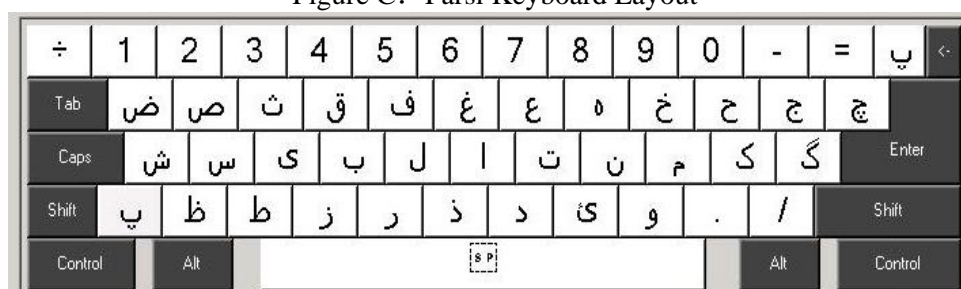 Figure C: Farsi Keyboard Layout
÷ 1 2 3 4 5 6 7 8 9 0 - = پ <-
Tab ض ص ث ق ف غ ع ه خ ح ج چ
Caps ش س ی ب ل ا ت ن م ک گ Enter
Shift پ ظ ط ز ر ذ د ئ و . / Shift
Control Alt SP Alt Control